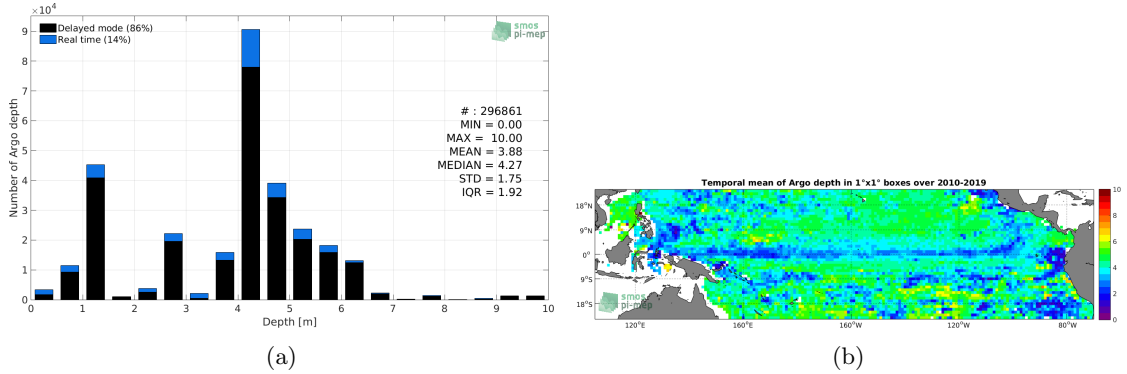 ×10⁴
9
8
7
6
5
4
3
2
1
0
Number of Argo depth
Delayed mode (86%)
Real time (14%)
smos
pi-mep
# : 296861
MIN = 0.00
MAX = 10.00
MEAN = 3.88
MEDIAN = 4.27
STD = 1.75
IQR = 1.92
0 1 2 3 4 5 6 7 8 9 10
Depth [m]
(a)
Temporal mean of Argo depth in 1°x1° boxes over 2010-2019
18°N
9°N
0°
9°S
18°S
smos
pi-mep
120°E 160°E 160°W 120°W 80°W
10
8
6
4
2
0
(b)